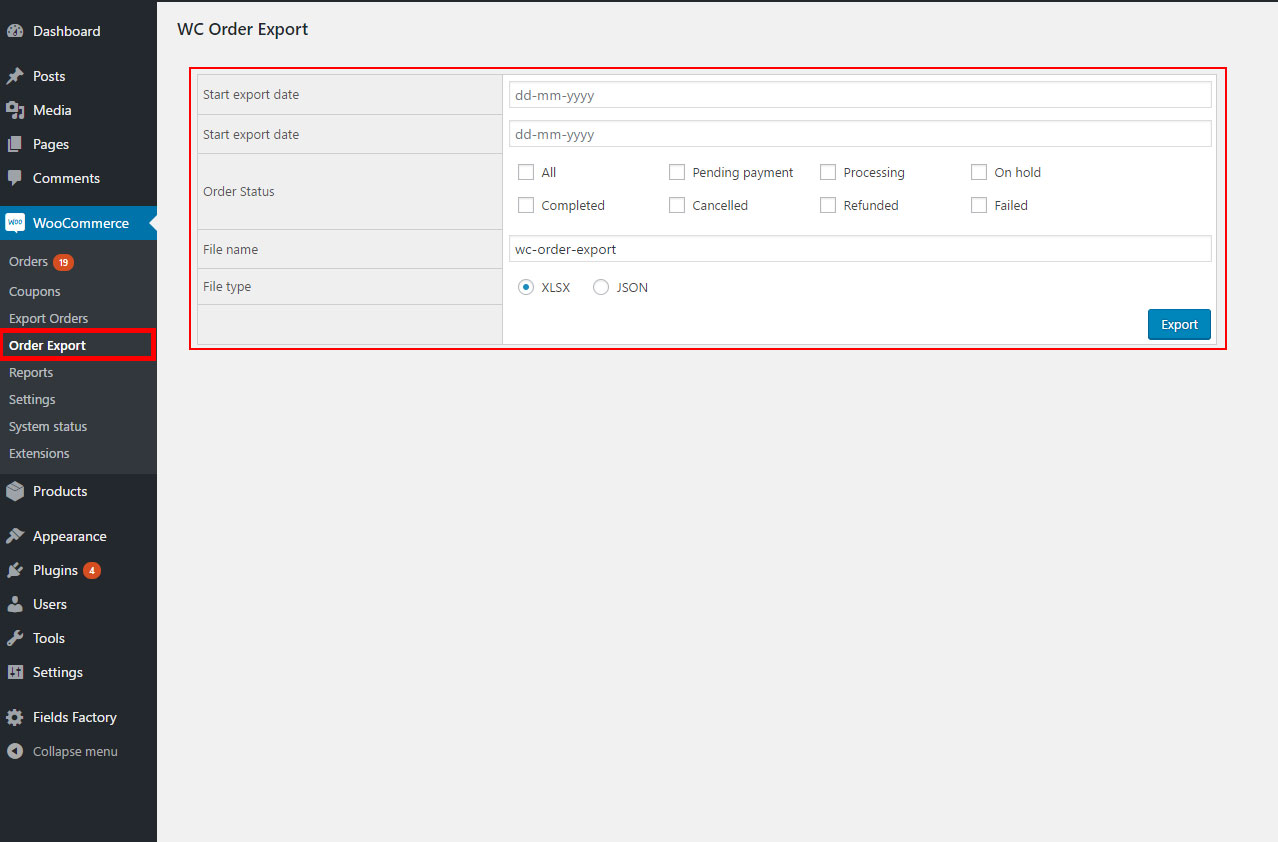 Dashboard
Posts
Media
Pages
Comments
Woo WooCommerce
Orders 19
Coupons
Export Orders
Order Export
Reports
Settings
System status
Extensions
Products
Appearance
Plugins 4
Users
Tools
Settings
Fields Factory
Collapse menu
WC Order Export
Start export date dd-mm-yyyy
Start export date dd-mm-yyyy
Order Status
All Pending payment Processing On hold
Completed Cancelled Refunded Failed
File name wc-order-export
File type XLSX JSON
Export